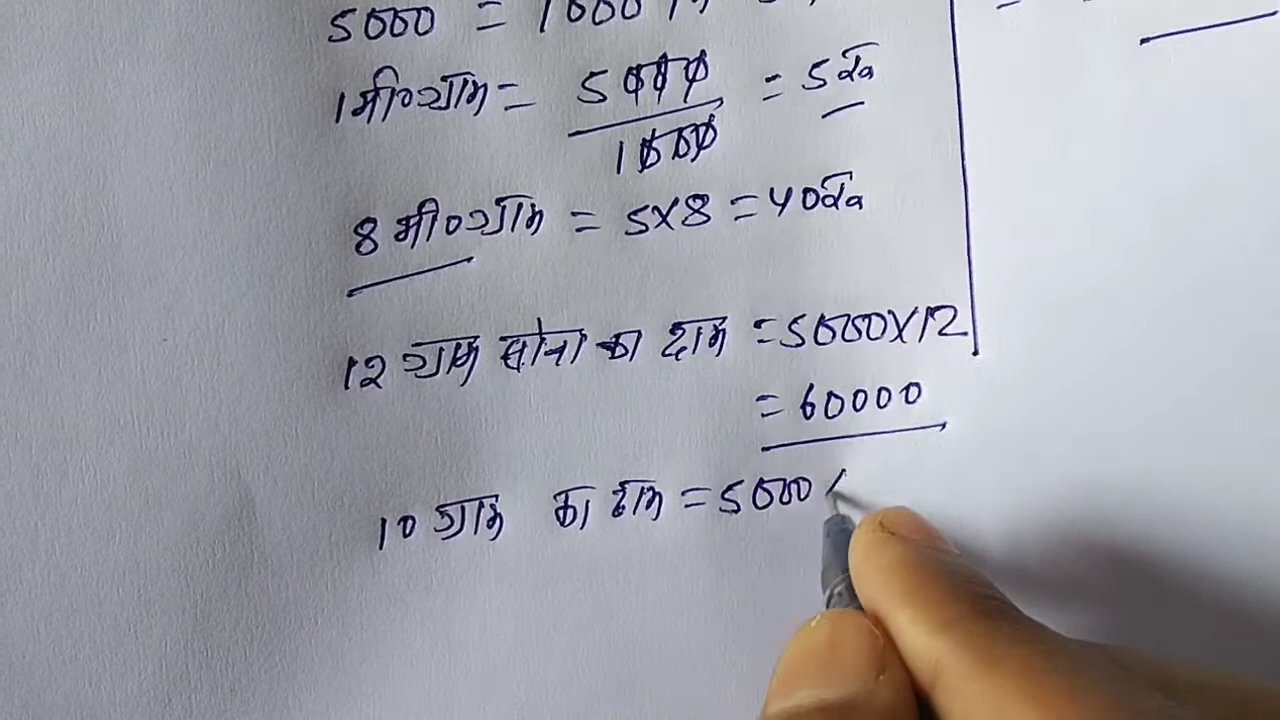 5000 = 1000
1 मी०ग्राम = 5000 / 1000 = 5 रू
8 मी०ग्राम = 5×8 = 40 रू
12 ग्राम सोना का दाम = 5000×12
= 60000
10 ग्राम का दाम = 5000